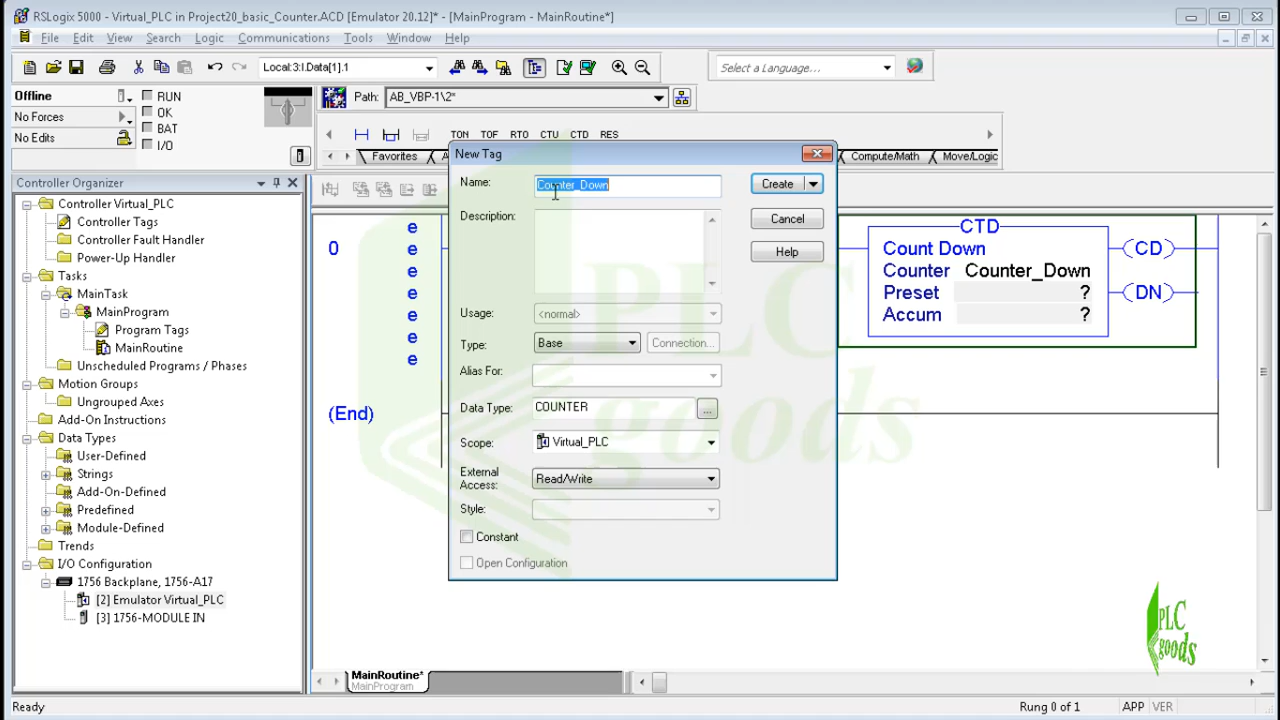 RSLogix 5000 - Virtual_PLC in Project20_basic_Counter.ACD [Emulator 20.12]* - [MainProgram - MainRoutine*]
File Edit View Search Logic Communications Tools Window Help
Local:3:I.Data[1].1
Select a Language...
Offline RUN
No Forces OK
BAT
No Edits
I/O
Path: AB_VBP-1\2*
TON TOF RTO CTU CTD RES
Favorites
Compute/Math Move/Logic
Controller Organizer
Controller Virtual_PLC
Controller Tags
Controller Fault Handler
Power-Up Handler
Tasks
MainTask
MainProgram
Program Tags
MainRoutine
Unscheduled Programs / Phases
Motion Groups
Ungrouped Axes
Add-On Instructions
Data Types
User-Defined
Strings
Add-On-Defined
Predefined
Module-Defined
Trends
I/O Configuration
1756 Backplane, 1756-A17
[2] Emulator Virtual_PLC
[3] 1756-MODULE IN
New Tag
Name: Counter_Down
Create
Description:
Cancel
Help
Usage: <normal>
Type: Base Connection...
Alias For:
Data Type: COUNTER ...
Scope: Virtual_PLC
External Access: Read/Write
Style:
Constant
Open Configuration
0
e
e
e
e
e
e
e
(End)
CTD
Count Down
Counter Counter_Down
Preset ?
Accum ?
CD
DN
PLC
goods
PLC
goods
MainRoutine*
MainProgram
Ready
Rung 0 of 1 APP VER